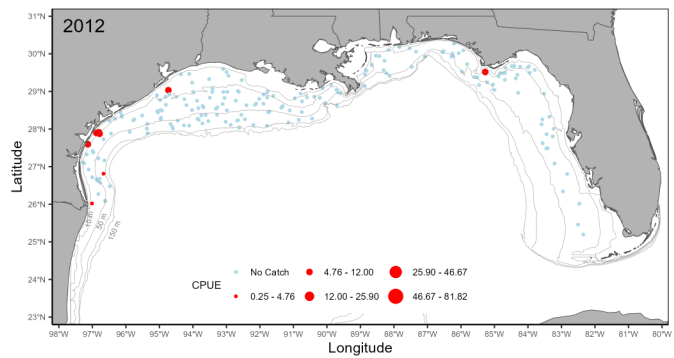 2012
31°N
30°N
29°N
28°N
27°N
26°N
25°N
24°N
23°N
Latitude
10 m
50 m
150 m
CPUE
No Catch
4.76 - 12.00
25.90 - 46.67
0.25 - 4.76
12.00 - 25.90
46.67 - 81.82
98°W 97°W 96°W 95°W 94°W 93°W 92°W 91°W 90°W 89°W 88°W 87°W 86°W 85°W 84°W 83°W 82°W 81°W 80°W
Longitude